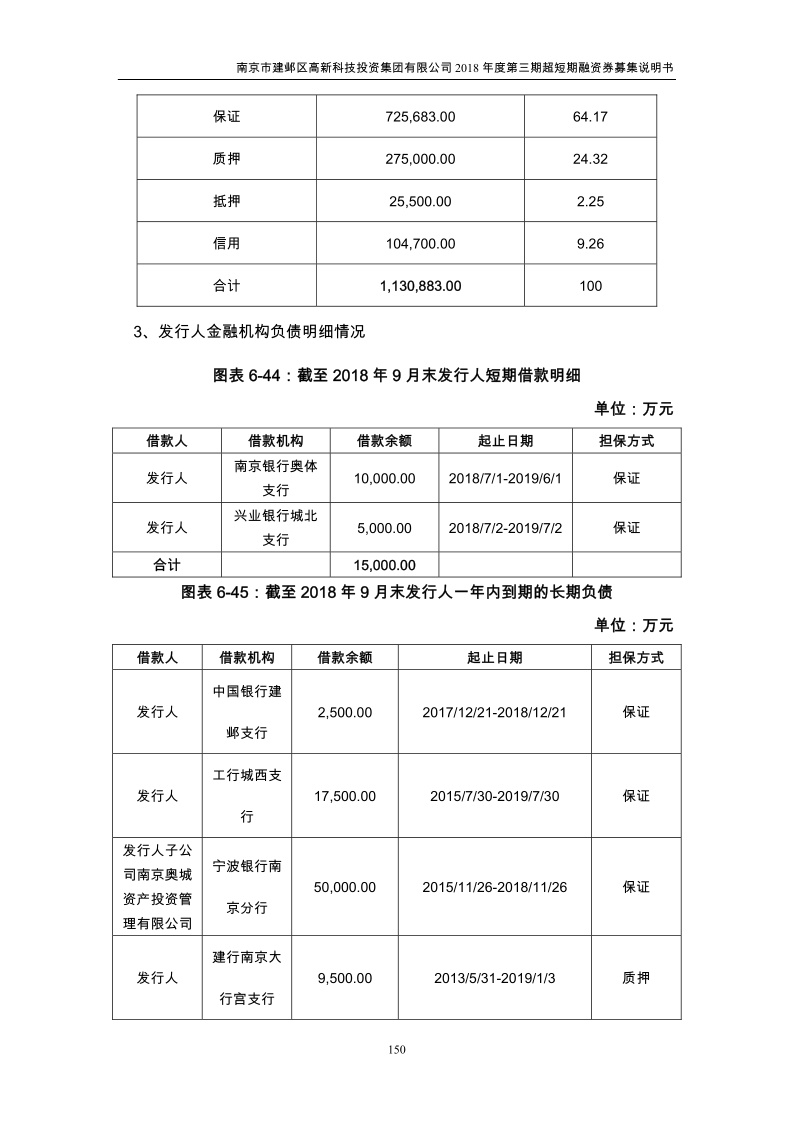 南京市建邺区高新科技投资集团有限公司 2018 年度第三期超短期融资券募集说明书
保证 725,683.00 64.17
质押 275,000.00 24.32
抵押 25,500.00 2.25
信用 104,700.00 9.26
合计 1,130,883.00 100
3、发行人金融机构负债明细情况
图表 6-44：截至 2018 年 9 月末发行人短期借款明细
单位：万元
借款人 借款机构 借款余额 起止日期 担保方式
发行人 南京银行奥体
支行 10,000.00 2018/7/1-2019/6/1 保证
发行人 兴业银行城北
支行 5,000.00 2018/7/2-2019/7/2 保证
合计 15,000.00
图表 6-45：截至 2018 年 9 月末发行人一年内到期的长期负债
单位：万元
借款人 借款机构 借款余额 起止日期 担保方式
发行人 中国银行建
邺支行 2,500.00 2017/12/21-2018/12/21 保证
发行人 工行城西支
行 17,500.00 2015/7/30-2019/7/30 保证
发行人子公
司南京奥城
资产投资管
理有限公司 宁波银行南
京分行 50,000.00 2015/11/26-2018/11/26 保证
发行人 建行南京大
行宫支行 9,500.00 2013/5/31-2019/1/3 质押
150